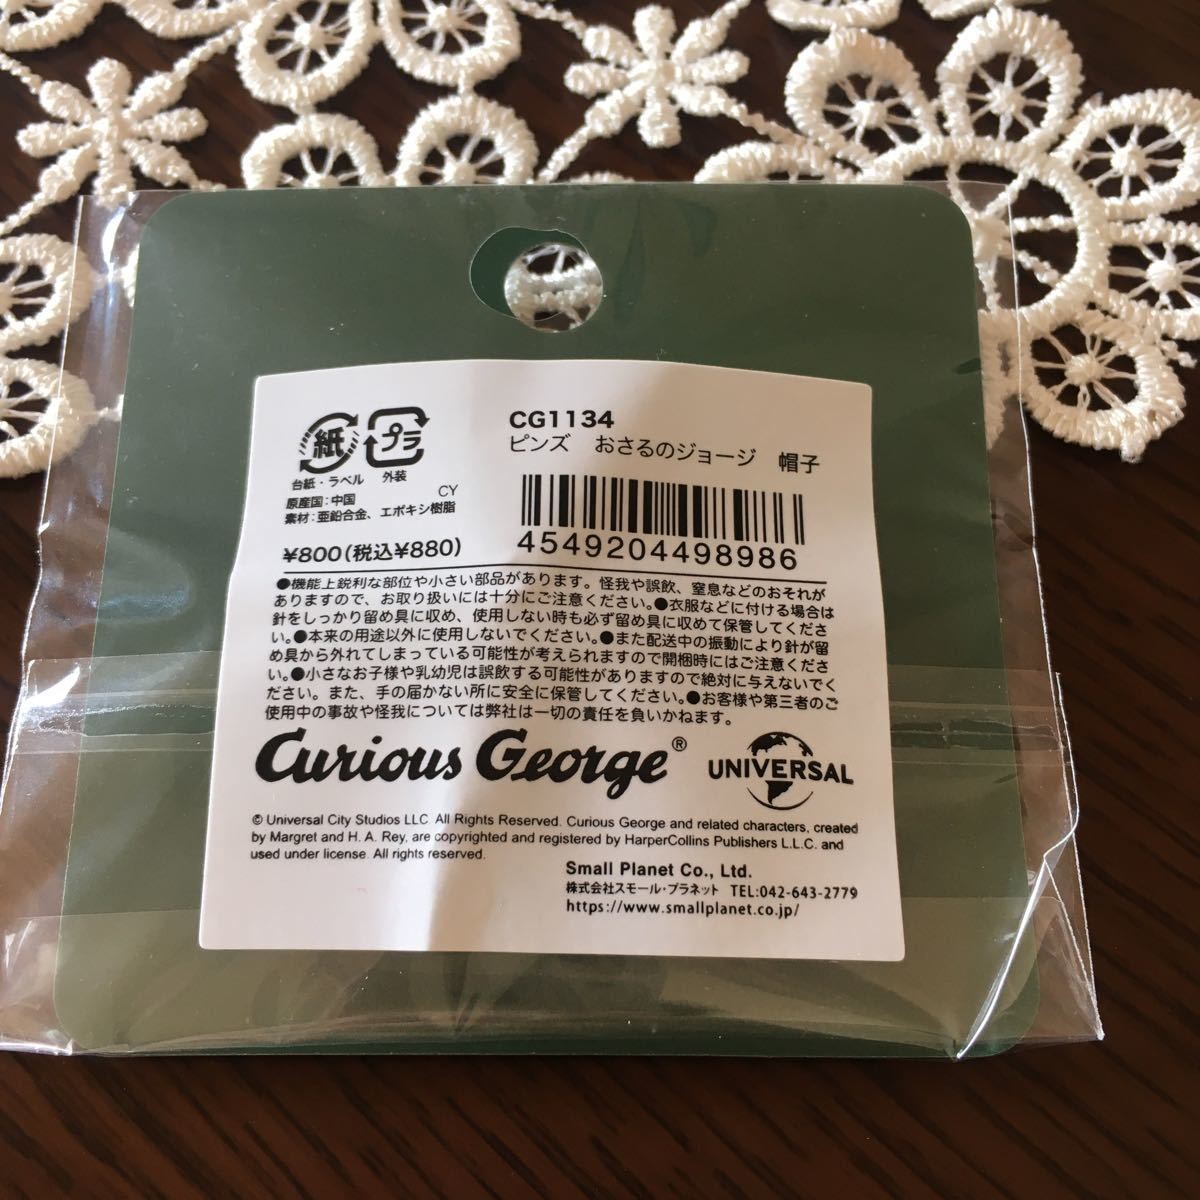 紙 プラ
台紙・ラベル 外装
CG1134
ピンズ おさるのジョージ 帽子
原産国:中国 CY
素材:亜鉛合金、エポキシ樹脂
¥800(税込¥880)
4549204498986
●機能上鋭利な部位や小さい部品があります。怪我や誤飲、窒息などのおそれが
ありますので、お取り扱いには十分にご注意ください。●衣服などに付ける場合は
針をしっかり留め具に収め、使用しない時も必ず留め具に収めて保管してくださ
い。●本来の用途以外に使用しないでください。●また配送中の振動により針が留
め具から外れてしまっている可能性が考えられますので開梱時にはご注意くださ
い。●小さなお子様や乳幼児は誤飲する可能性がありますので絶対に与えないでく
ださい。また、手の届かない所に安全に保管してください。●お客様や第三者のご
使用中の事故や怪我については弊社は一切の責任を負いかねます。
Curious George®
UNIVERSAL
© Universal City Studios LLC. All Rights Reserved. Curious George and related characters, created
by Margret and H. A. Rey, are copyrighted and registered by HarperCollins Publishers L.L.C. and
used under license. All rights reserved.
Small Planet Co., Ltd.
株式会社スモール・プラネット TEL:042-643-2779
https://www.smallplanet.co.jp/